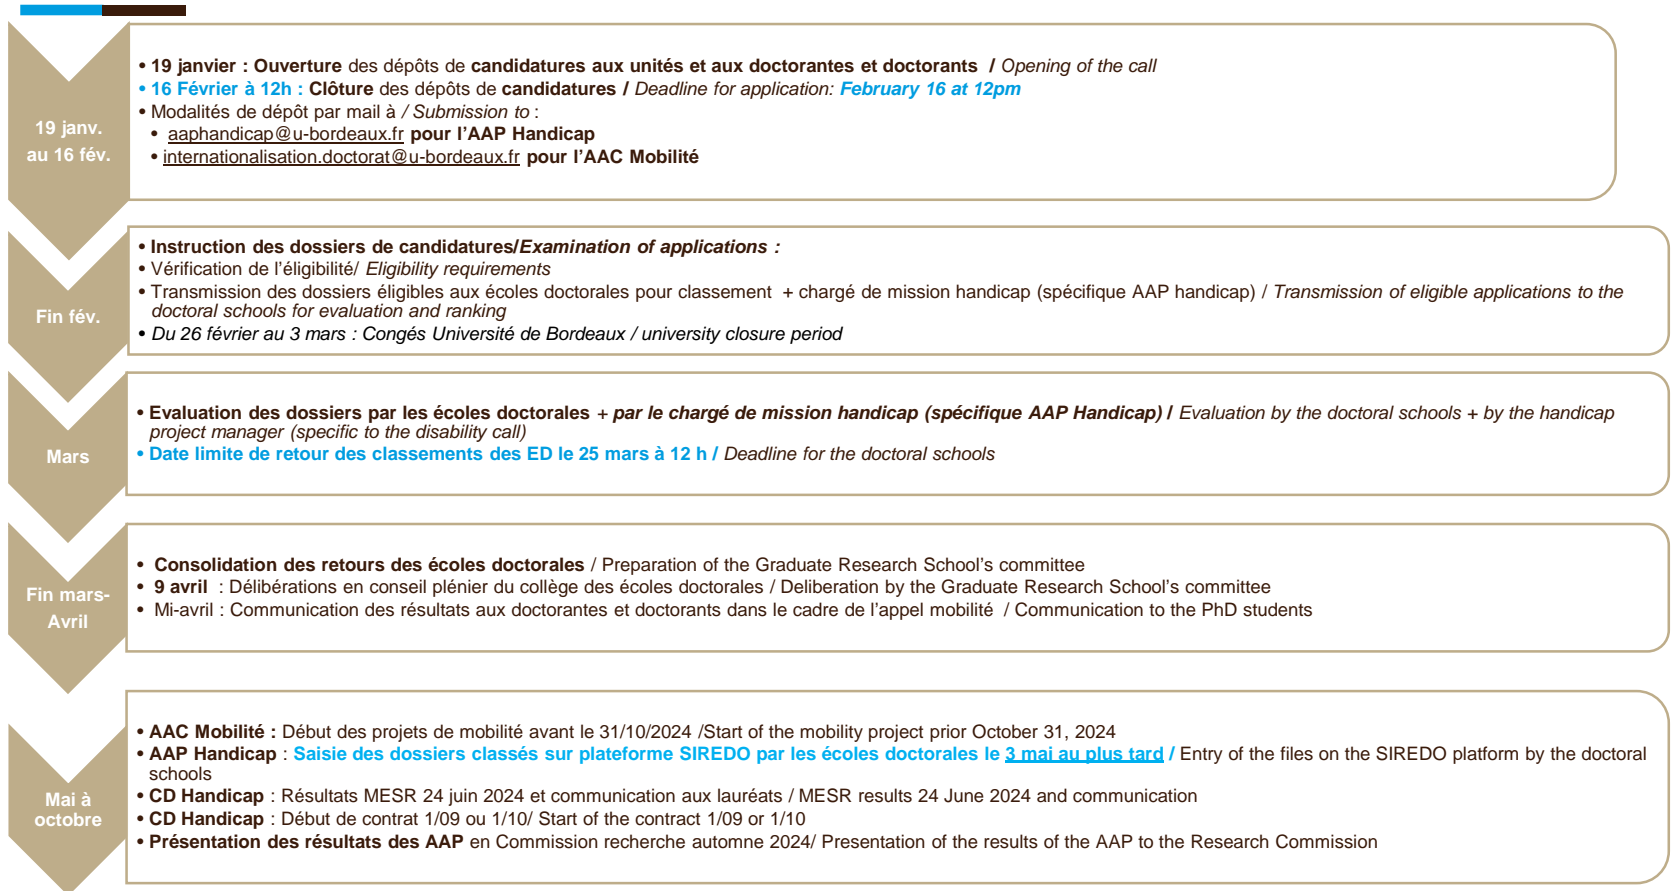 19 janv.
au 16 fév.
• 19 janvier : Ouverture des dépôts de candidatures aux unités et aux doctorantes et doctorants / Opening of the call
• 16 Février à 12h : Clôture des dépôts de candidatures / Deadline for application: February 16 at 12pm
• Modalités de dépôt par mail à / Submission to :
• aaphandicap@u-bordeaux.fr pour l'AAP Handicap
• internationalisation.doctorat@u-bordeaux.fr pour l'AAC Mobilité
Fin fév.
• Instruction des dossiers de candidatures/Examination of applications :
• Vérification de l'éligibilité/ Eligibility requirements
• Transmission des dossiers éligibles aux écoles doctorales pour classement + chargé de mission handicap (spécifique AAP handicap) / Transmission of eligible applications to the
doctoral schools for evaluation and ranking
• Du 26 février au 3 mars : Congés Université de Bordeaux / university closure period
Mars
• Evaluation des dossiers par les écoles doctorales + par le chargé de mission handicap (spécifique AAP Handicap) / Evaluation by the doctoral schools + by the handicap
project manager (specific to the disability call)
• Date limite de retour des classements des ED le 25 mars à 12 h / Deadline for the doctoral schools
Fin mars-
Avril
• Consolidation des retours des écoles doctorales / Preparation of the Graduate Research School's committee
• 9 avril : Délibérations en conseil plénier du collège des écoles doctorales / Deliberation by the Graduate Research School's committee
• Mi-avril : Communication des résultats aux doctorantes et doctorants dans le cadre de l'appel mobilité / Communication to the PhD students
Mai à
octobre
• AAC Mobilité : Début des projets de mobilité avant le 31/10/2024 /Start of the mobility project prior October 31, 2024
• AAP Handicap : Saisie des dossiers classés sur plateforme SIREDO par les écoles doctorales le 3 mai au plus tard / Entry of the files on the SIREDO platform by the doctoral
schools
• CD Handicap : Résultats MESR 24 juin 2024 et communication aux lauréats / MESR results 24 June 2024 and communication
• CD Handicap : Début de contrat 1/09 ou 1/10/ Start of the contract 1/09 or 1/10
• Présentation des résultats des AAP en Commission recherche automne 2024/ Presentation of the results of the AAP to the Research Commission